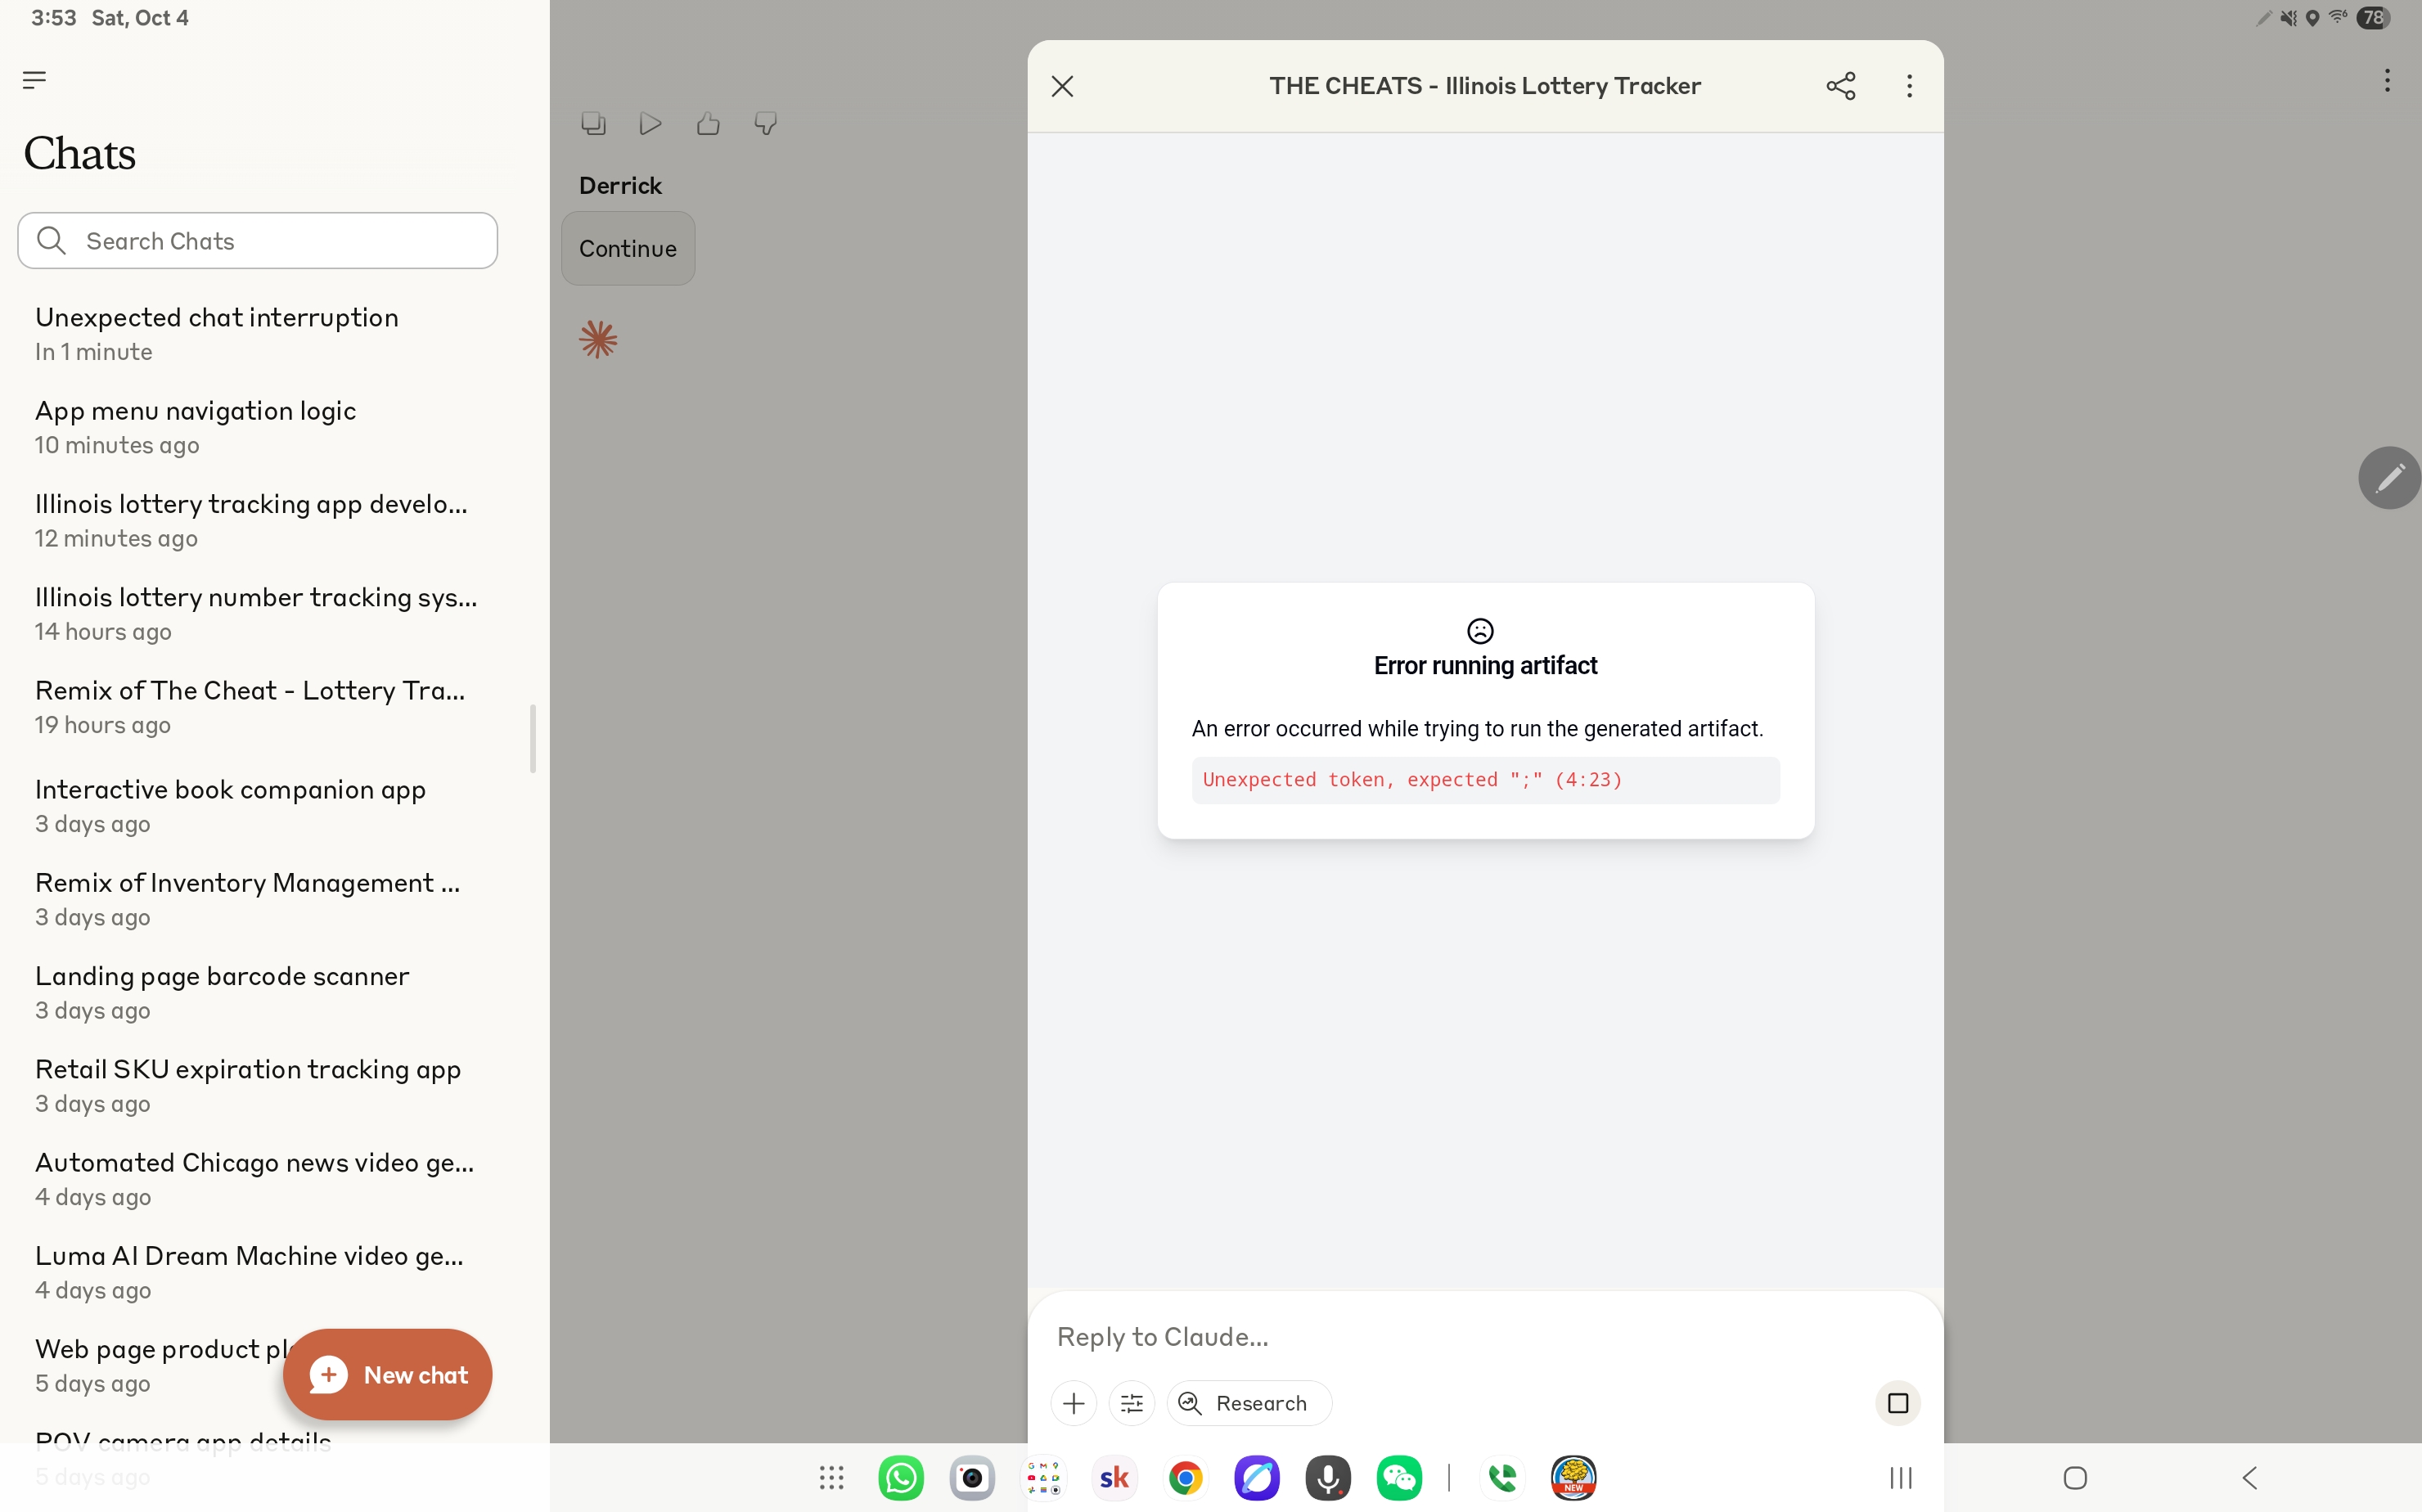 3:53 Sat, Oct 4
78
Chats
Search Chats
Unexpected chat interruption
In 1 minute
App menu navigation logic
10 minutes ago
Illinois lottery tracking app develo...
12 minutes ago
Illinois lottery number tracking sys...
14 hours ago
Remix of The Cheat - Lottery Tra...
19 hours ago
Interactive book companion app
3 days ago
Remix of Inventory Management ...
3 days ago
Landing page barcode scanner
3 days ago
Retail SKU expiration tracking app
3 days ago
Automated Chicago news video ge...
4 days ago
Luma AI Dream Machine video ge...
4 days ago
Web page product pl
5 days ago
New chat
POV camera app details
5 days ago
Derrick
Continue
THE CHEATS - Illinois Lottery Tracker
Error running artifact
An error occurred while trying to run the generated artifact.
Unexpected token, expected ";" (4:23)
Reply to Claude...
Research
sk
NEW